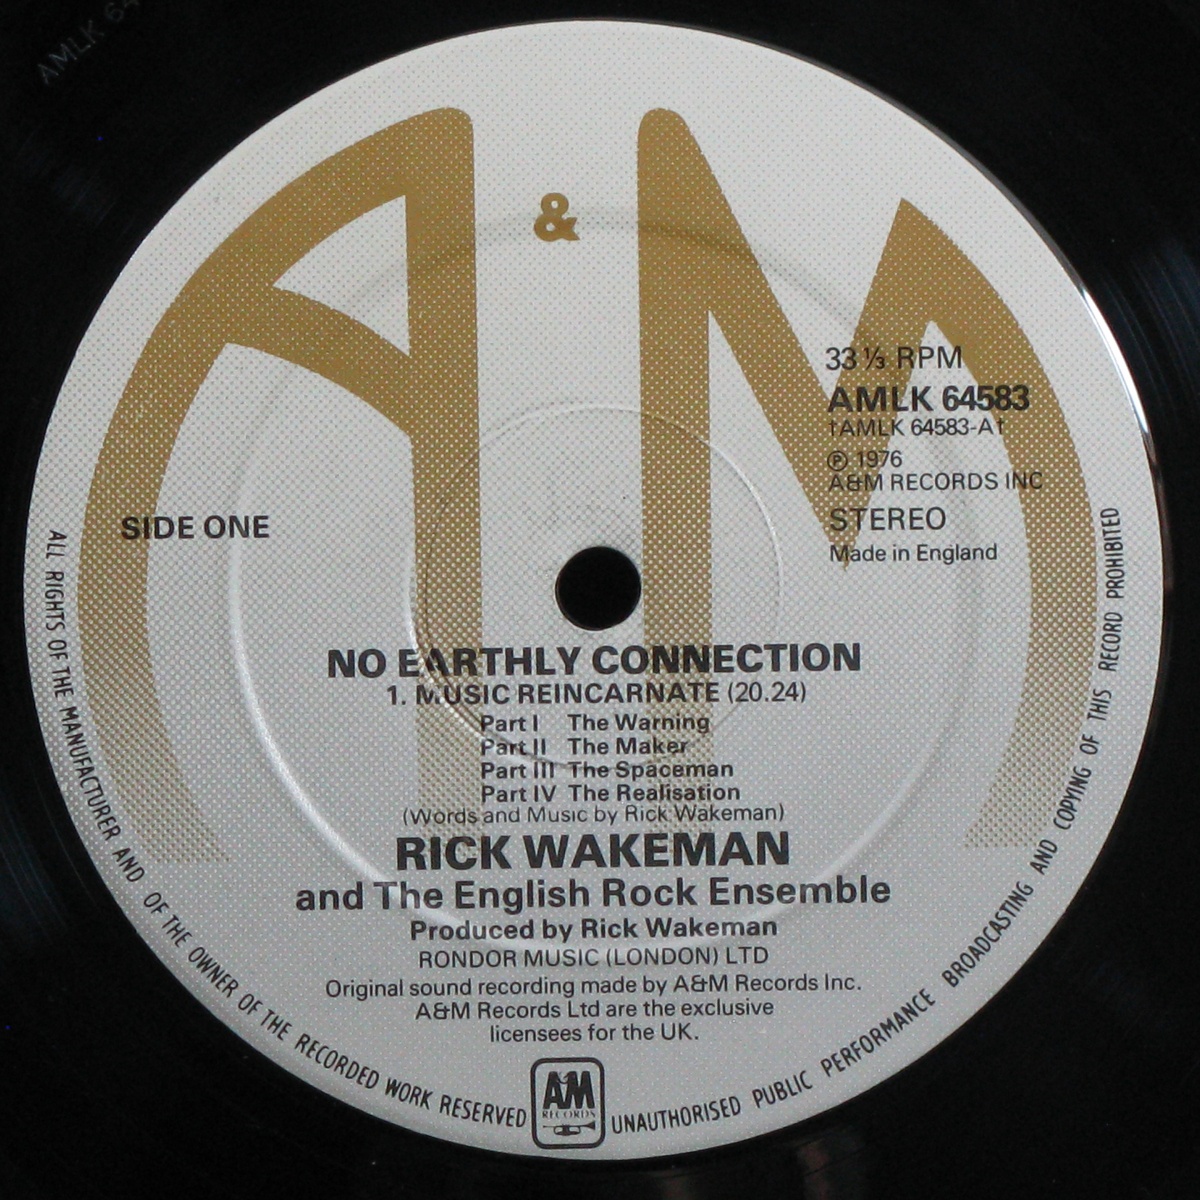 A & M
33 ⅓ RPM
AMLK 64583
†AMLK 64583-A†
℗ 1976
A&M RECORDS INC
STEREO
Made in England
SIDE ONE
NO EARTHLY CONNECTION
1. MUSIC REINCARNATE (20.24)
Part I The Warning
Part II The Maker
Part III The Spaceman
Part IV The Realisation
(Words and Music by Rick Wakeman)
RICK WAKEMAN
and The English Rock Ensemble
Produced by Rick Wakeman
RONDOR MUSIC (LONDON) LTD
Original sound recording made by A&M Records Inc.
A&M Records Ltd are the exclusive
licensees for the UK.
A&M
RECORDS
ALL RIGHTS OF THE MANUFACTURER AND OF THE OWNER OF THE RECORDED WORK RESERVED
UNAUTHORISED PUBLIC PERFORMANCE BROADCASTING AND COPYING OF THIS RECORD PROHIBITED
AMLK 64